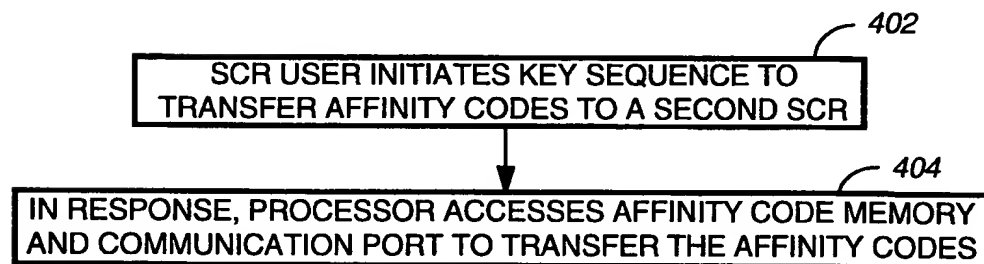 402
SCR USER INITIATES KEY SEQUENCE TO
TRANSFER AFFINITY CODES TO A SECOND SCR
404
IN RESPONSE, PROCESSOR ACCESSES AFFINITY CODE MEMORY
AND COMMUNICATION PORT TO TRANSFER THE AFFINITY CODES